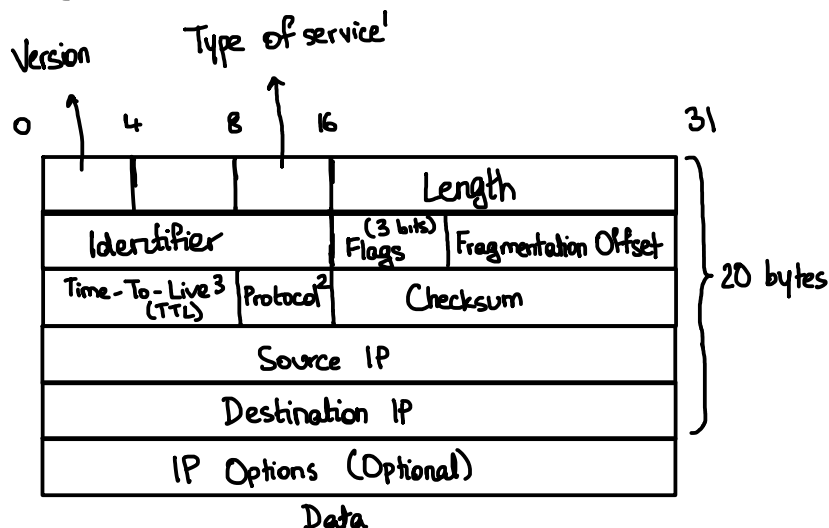 Type of service¹
Version
0 4 8 16 31
Length
Identifier (3 bits) Flags Fragmentation Offset
20 bytes
Time-To-Live³ (TTL) Protocol² Checksum
Source IP
Destination IP
IP Options (Optional)
Data